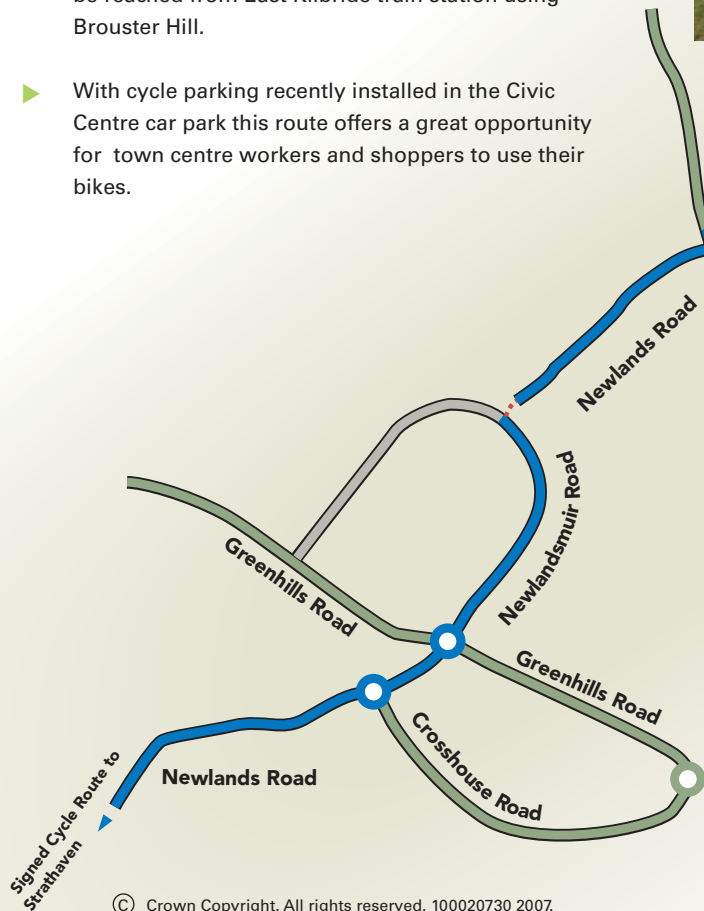 be reached from East Kilbride train station using
Brouster Hill.
With cycle parking recently installed in the Civic
Centre car park this route offers a great opportunity
for town centre workers and shoppers to use their
bikes.
Newlands Road
Newlandsmuir Road
Greenhills Road
Greenhills Road
Crosshouse Road
Newlands Road
Signed Cycle Route to
Strathaven
© Crown Copyright. All rights reserved. 100020730 2007.